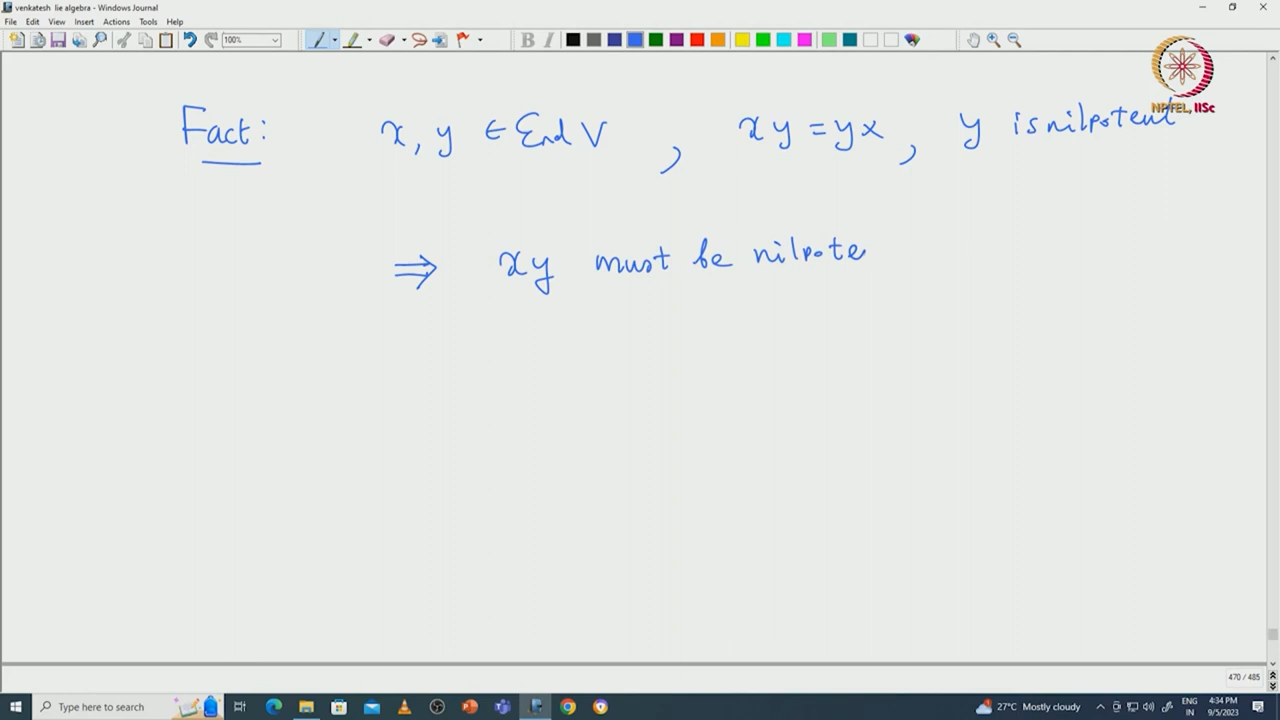 venkatesh lie algebra - Windows Journal
File Edit View Insert Actions Tools Help
100%
B I
NPTEL, IISc
Fact: x, y ∈ End V , xy = yx , y is nilpotent
⇒ xy must be nilpote
470 / 485
Type here to search
27°C Mostly cloudy
ENG
IN
4:34 PM
9/5/2023